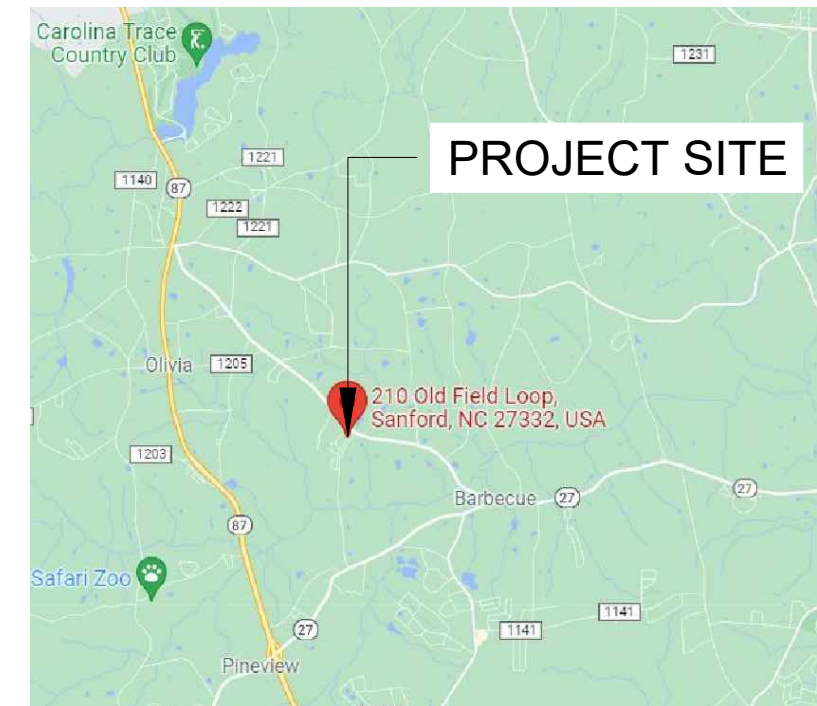 Carolina Trace
Country Club
1231
PROJECT SITE
1221
1140
87
1222
1221
Olivia
1205
210 Old Field Loop,
Sanford, NC 27332, USA
1203
Barbecue
27
27
87
Safari Zoo
1141
1141
27
Pineview